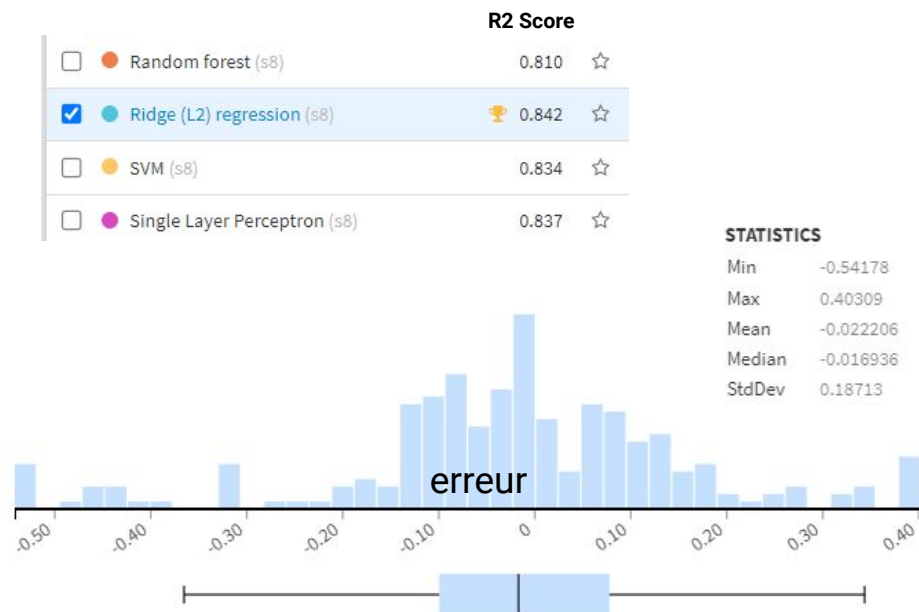 R2 Score
Random forest (s8) 0.810
Ridge (L2) regression (s8) 0.842
SVM (s8) 0.834
Single Layer Perceptron (s8) 0.837
STATISTICS
Min -0.54178
Max 0.40309
Mean -0.022206
Median -0.016936
StdDev 0.18713
erreur
-0.50 -0.40 -0.30 -0.20 -0.10 0 0.10 0.20 0.30 0.40